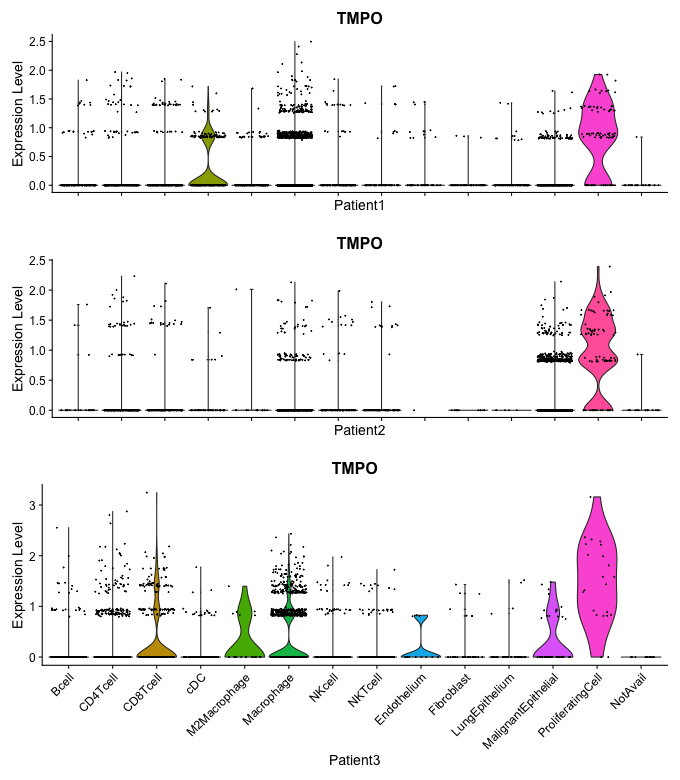 TMPO
Expression Level
2.5
2.0
1.5
1.0
0.5
0.0
Patient1
TMPO
Expression Level
2.5
2.0
1.5
1.0
0.5
0.0
Patient2
TMPO
Expression Level
3
2
1
0
Bcell
CD4Tcell
CD8Tcell
cDC
M2Macrophage
Macrophage
NKcell
NKTcell
Endothelium
Fibroblast
LungEpithelium
MalignantEpithelial
ProliferatingCell
NotAvail
Patient3